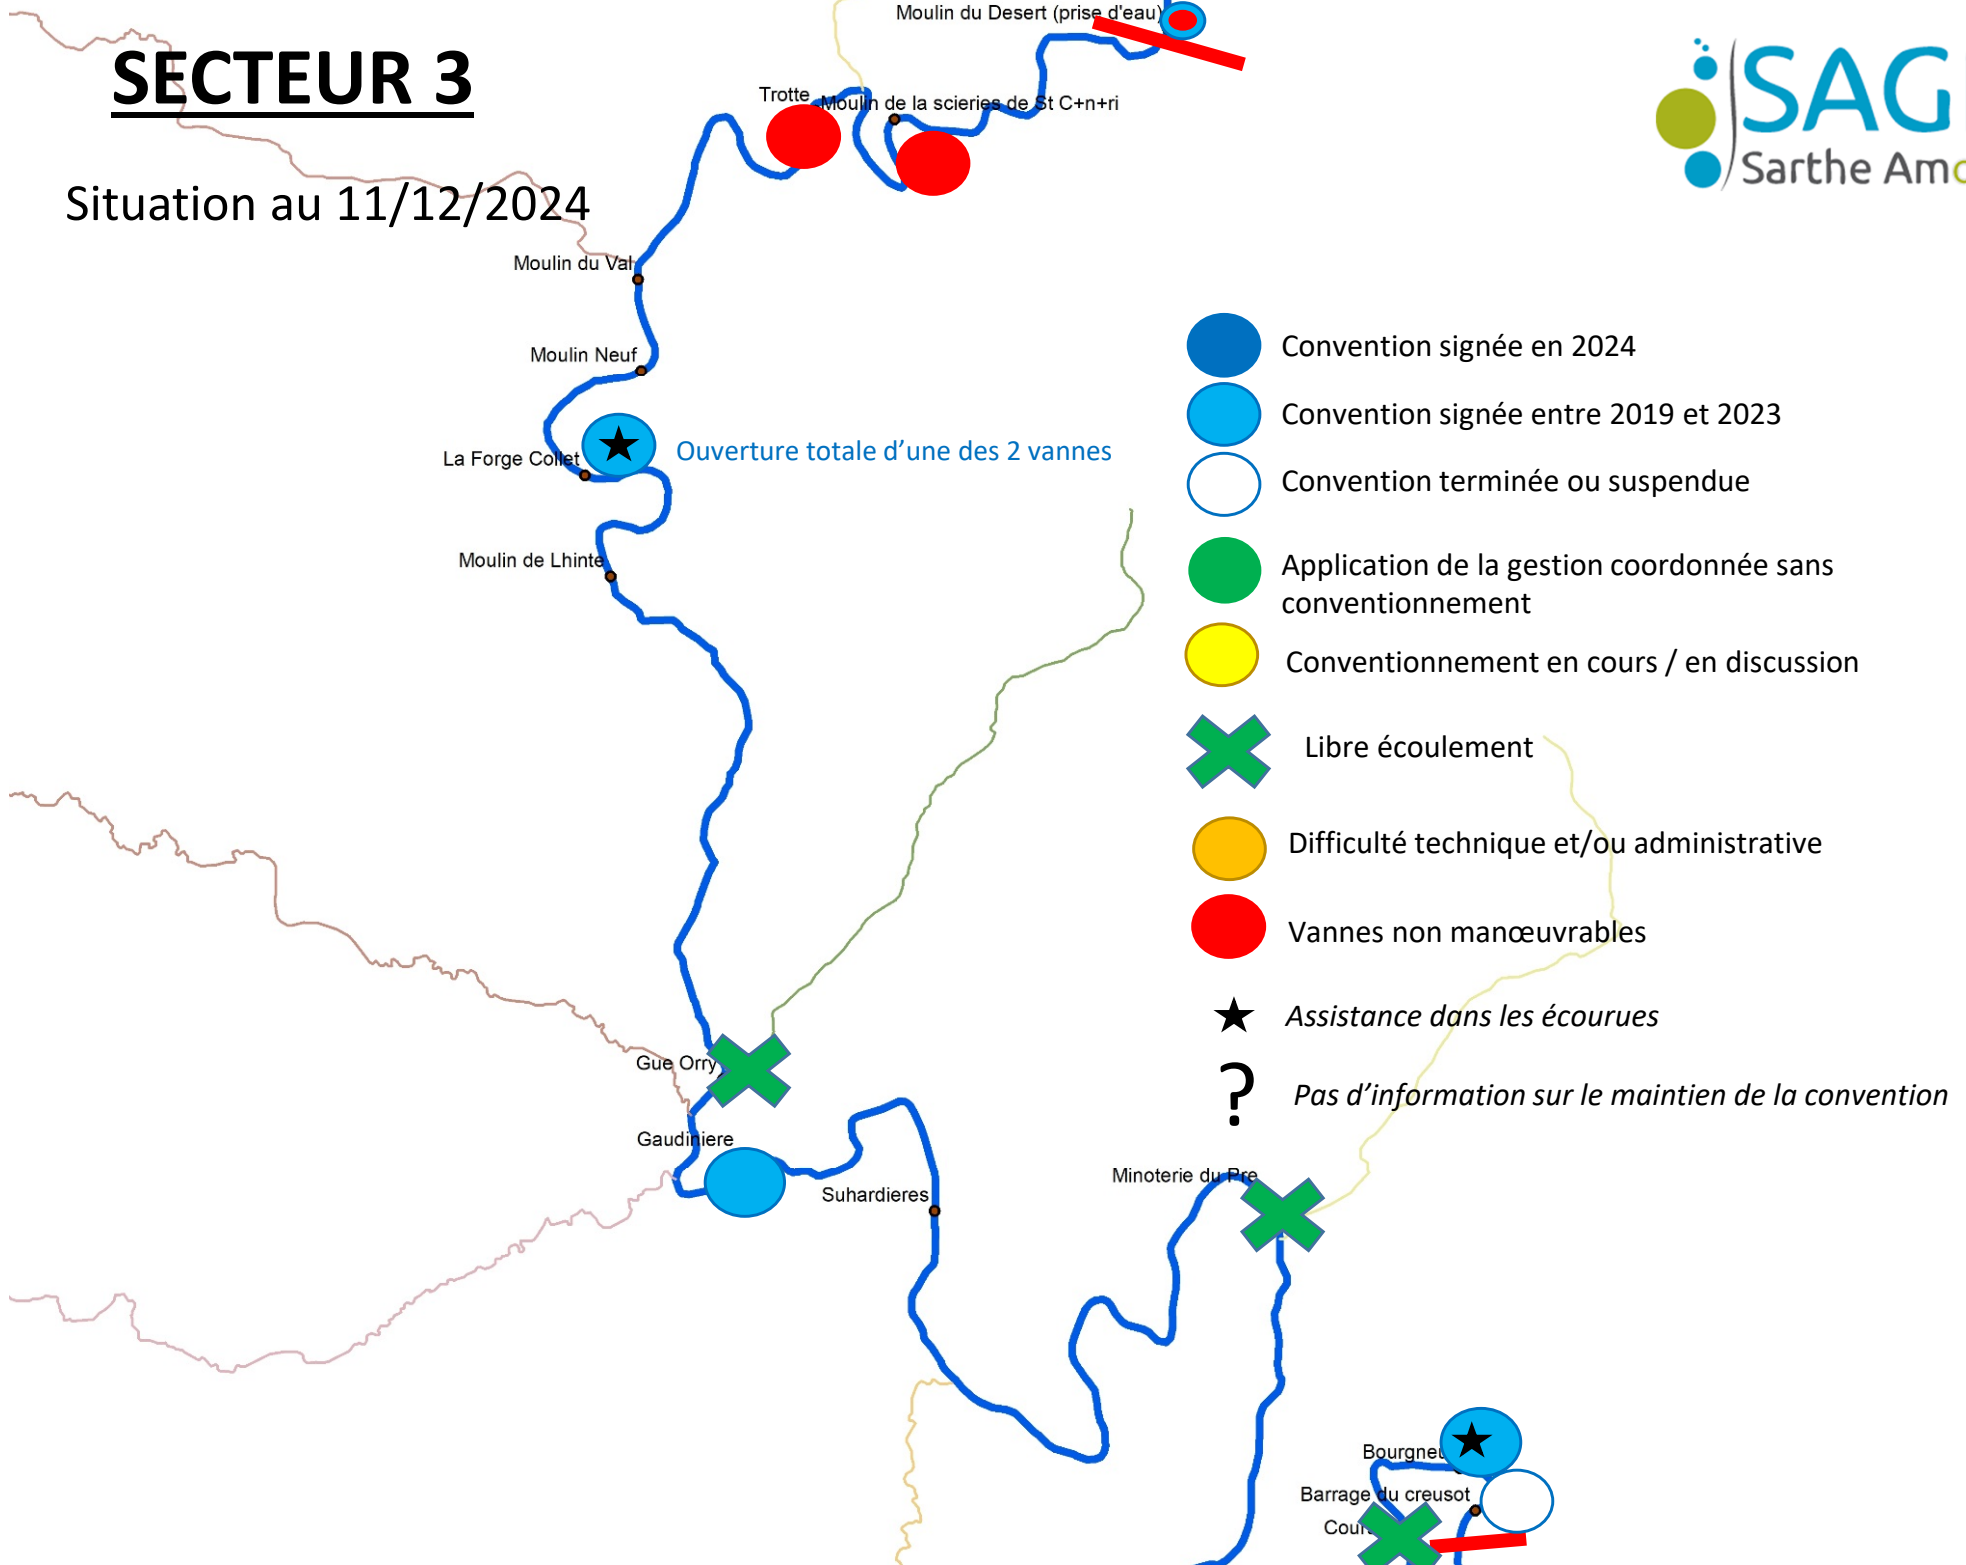 Moulin du Desert (prise d'eau)
SECTEUR 3
SAG
Sarthe Amo
Trotte
Moulin de la scieries de St C+n+ri
Situation au 11/12/2024
Moulin du Val
Moulin Neuf
La Forge Collet
Ouverture totale d'une des 2 vannes
Moulin de Lhinte
Convention signée en 2024
Convention signée entre 2019 et 2023
Convention terminée ou suspendue
Application de la gestion coordonnée sans
conventionnement
Conventionnement en cours / en discussion
Libre écoulement
Difficulté technique et/ou administrative
Vannes non manœuvrables
Assistance dans les écourues
? Pas d'information sur le maintien de la convention
Gue Orry
Gaudiniere
Suhardieres
Minoterie du Pre
Bourgneu
Barrage du creusot
Cour